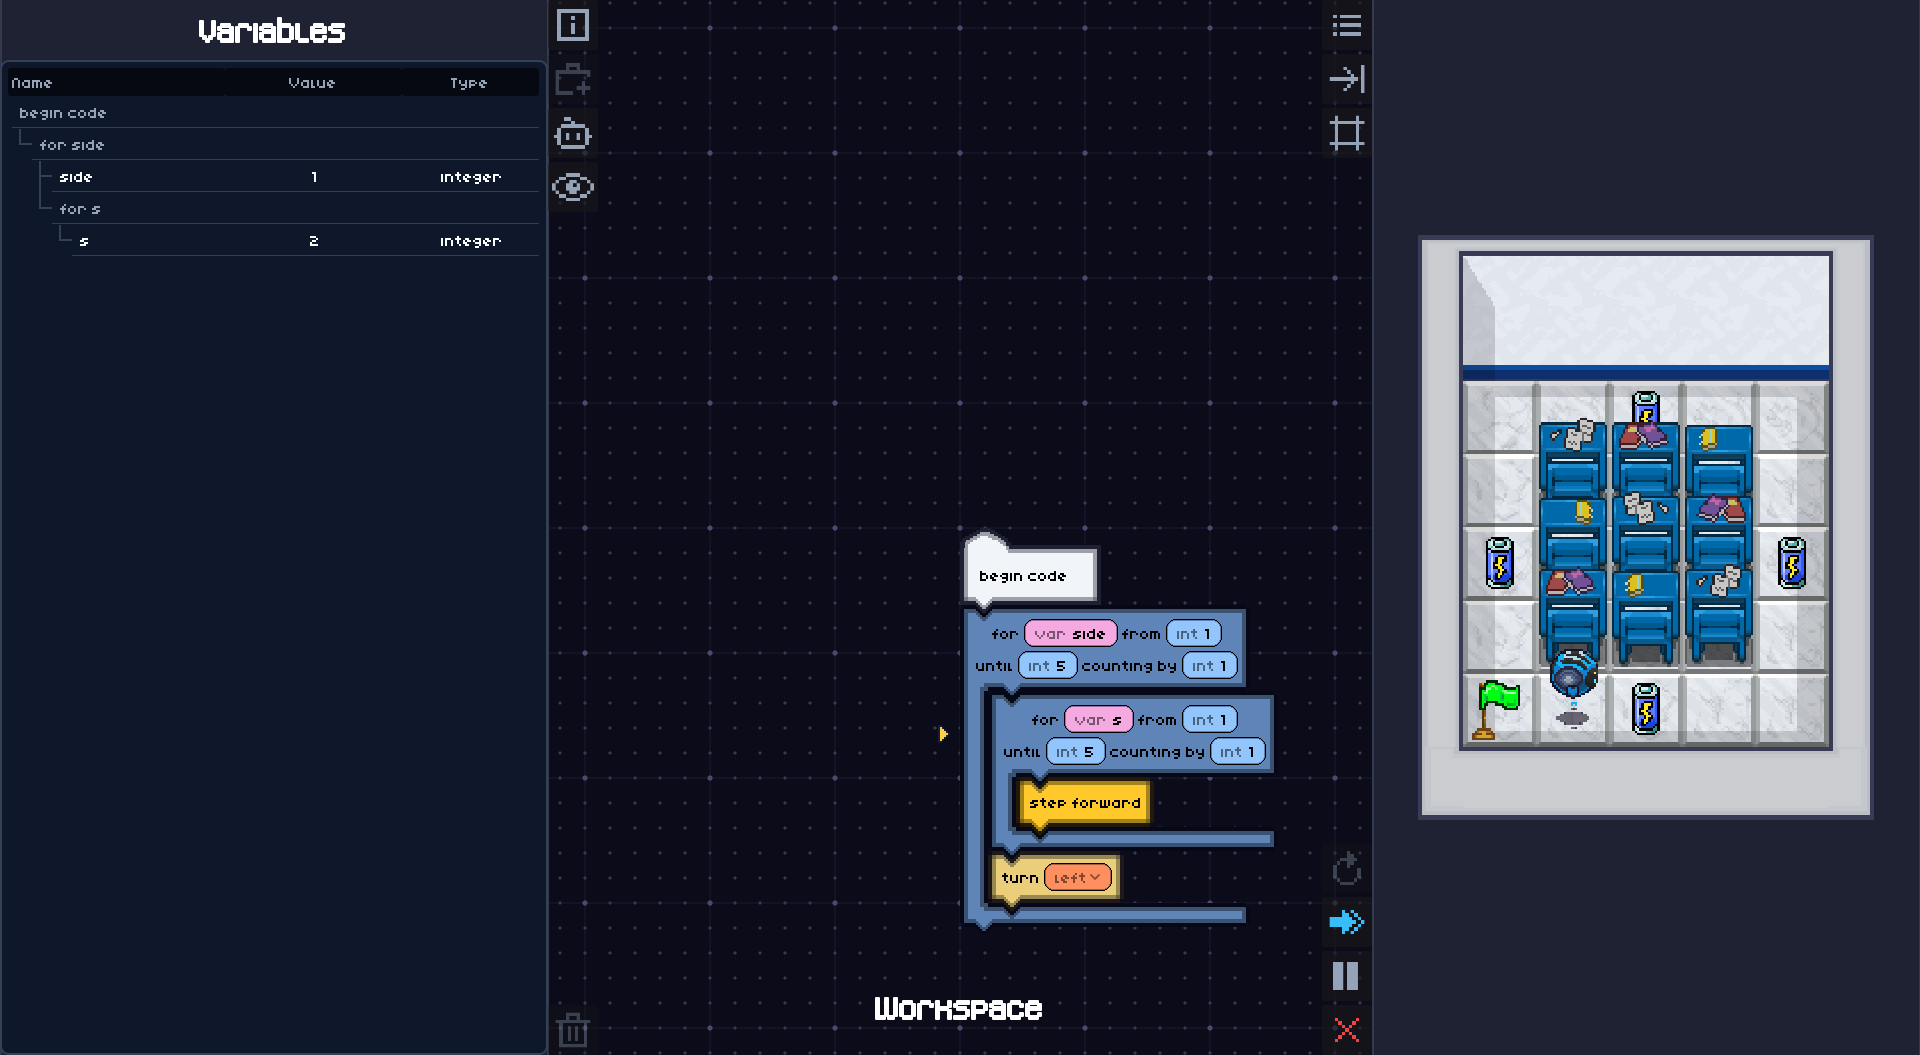 Variables
Name Value Type
begin code
for side
side 1 integer
for s
s 2 integer
begin code
for var side from int 1
until int 5 counting by int 1
for var s from int 1
until int 5 counting by int 1
step forward
turn left
Workspace